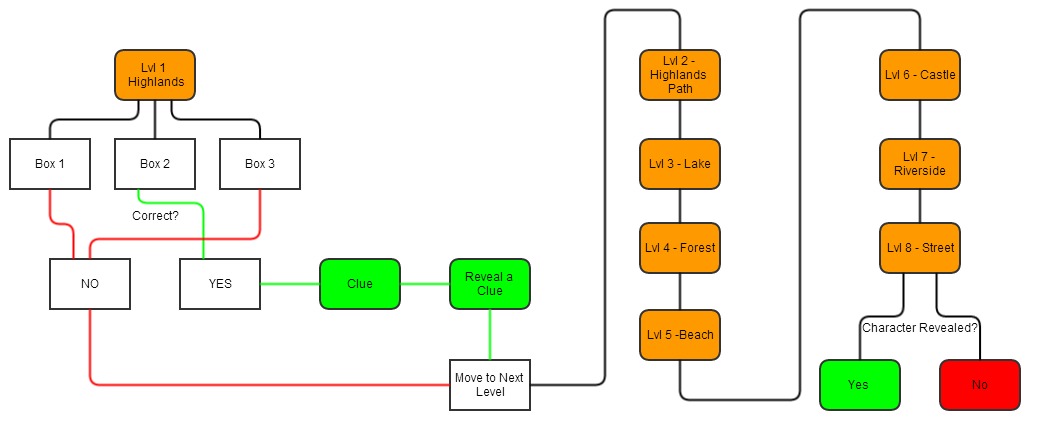 Lvl 1
Highlands
Box 1
Box 2
Box 3
Correct?
NO
YES
Clue
Reveal a
Clue
Move to Next
Level
Lvl 2 -
Highlands
Path
Lvl 3 - Lake
Lvl 4 - Forest
Lvl 5 -Beach
Lvl 6 - Castle
Lvl 7 -
Riverside
Lvl 8 - Street
Character Revealed?
Yes
No